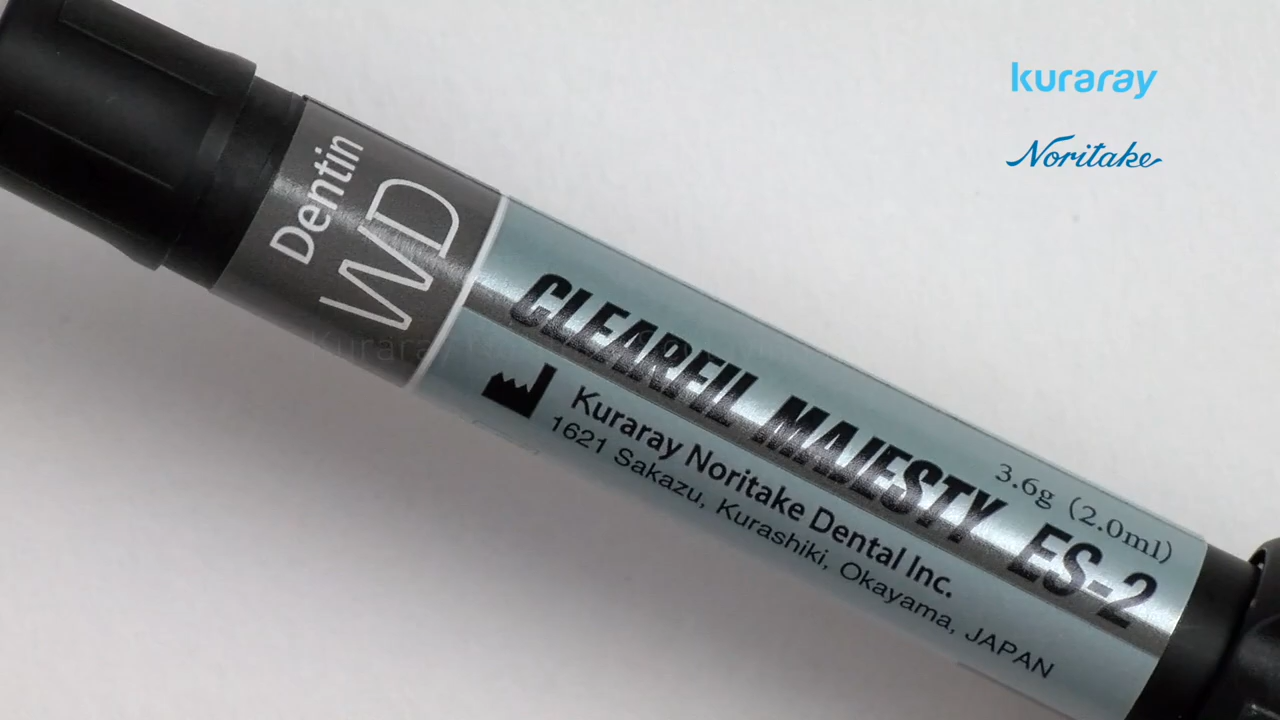 kuraray
Noritake
Dentin
WD
CLEARFIL MAJESTY ES-2
3.6g (2.0ml)
Kuraray Noritake Dental Inc.
1621 Sakazu, Kurashiki, Okayama, JAPAN